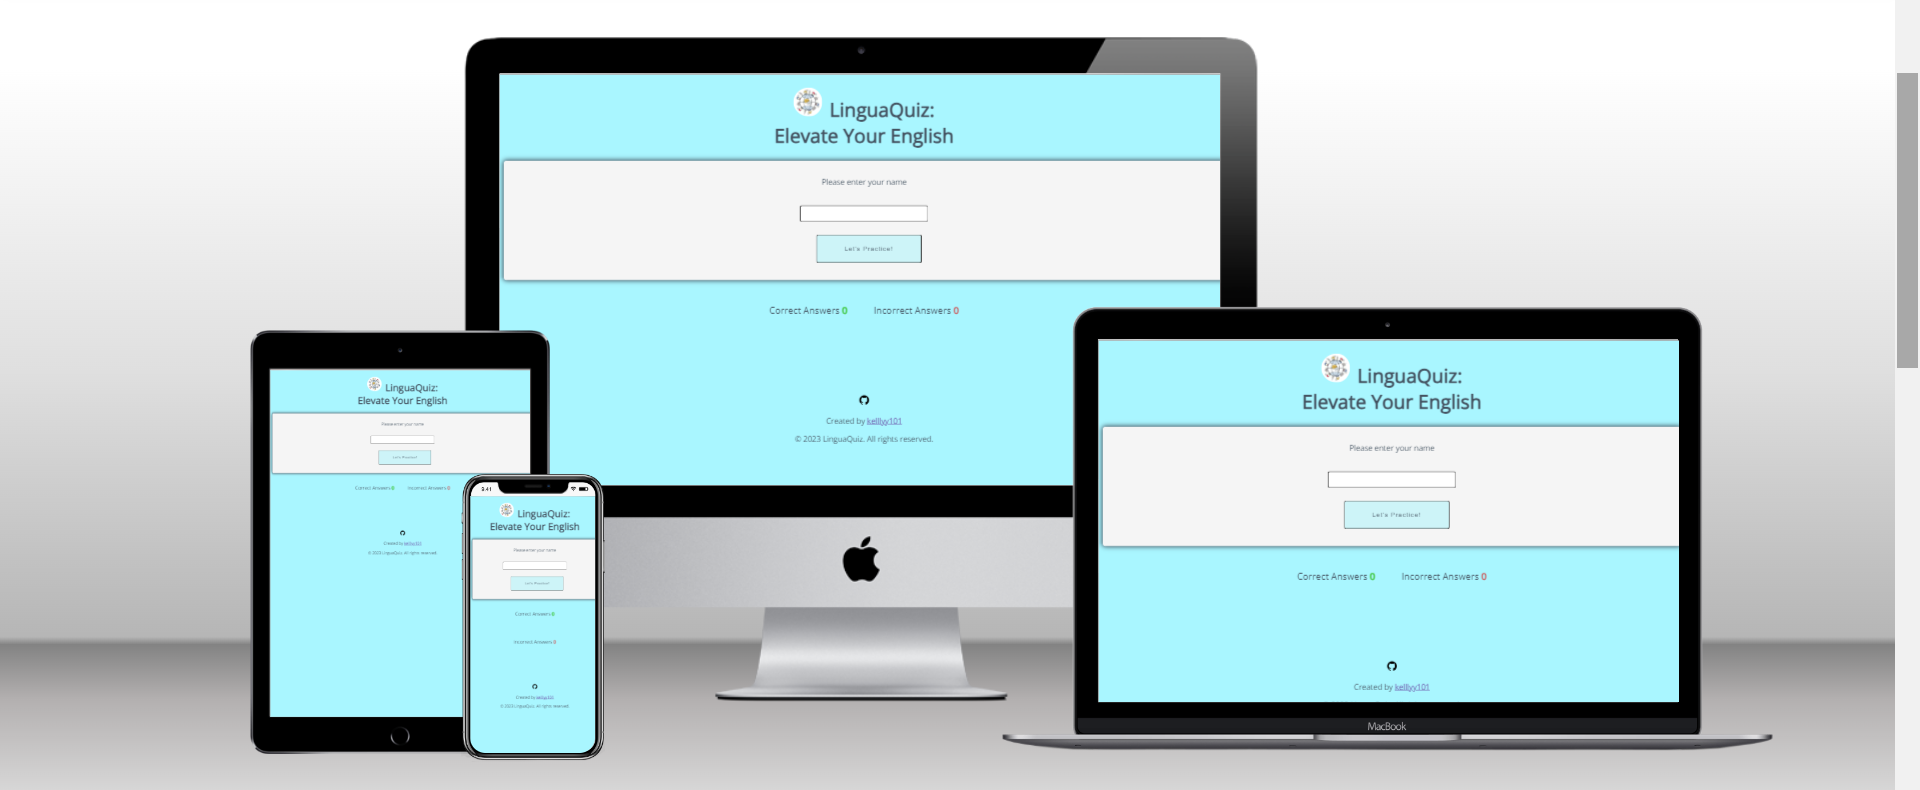 LinguaQuiz:
Elevate Your English
Please enter your name
Let's Practice!
Correct Answers 0 Incorrect Answers 0
Created by kelllyy101
© 2023 LinguaQuiz. All rights reserved.
LinguaQuiz:
Elevate Your English
Please enter your name
Let's Practice!
Correct Answers 0 Incorrect Answers 0
Created by kelllyy101
© 2023 LinguaQuiz. All rights reserved.
9:41
LinguaQuiz:
Elevate Your English
Please enter your name
Let's Practice!
Correct Answers 0
Incorrect Answers 0
Created by kelllyy101
© 2023 LinguaQuiz. All rights reserved.
LinguaQuiz:
Elevate Your English
Please enter your name
Let's Practice!
Correct Answers 0 Incorrect Answers 0
Created by kelllyy101
MacBook